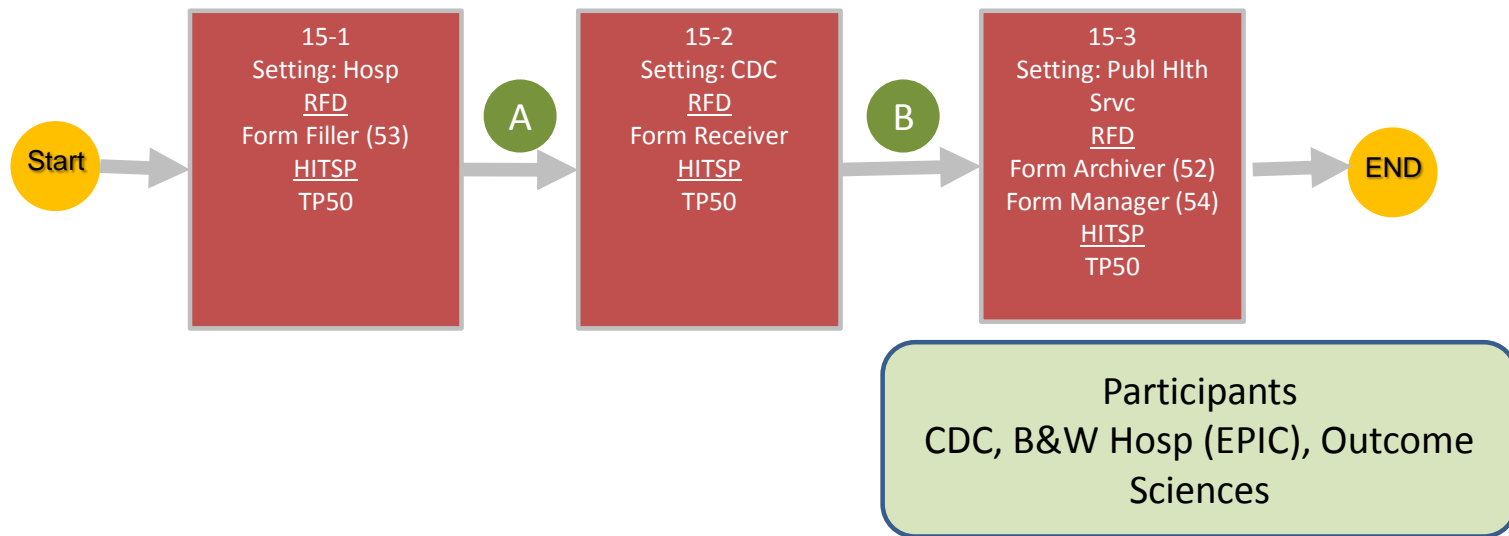 Start
15-1
Setting: Hosp
RFD
Form Filler (53)
HITSP
TP50
A
15-2
Setting: CDC
RFD
Form Receiver
HITSP
TP50
B
15-3
Setting: Publ Hlth
Srvc
RFD
Form Archiver (52)
Form Manager (54)
HITSP
TP50
END
Participants
CDC, B&W Hosp (EPIC), Outcome
Sciences